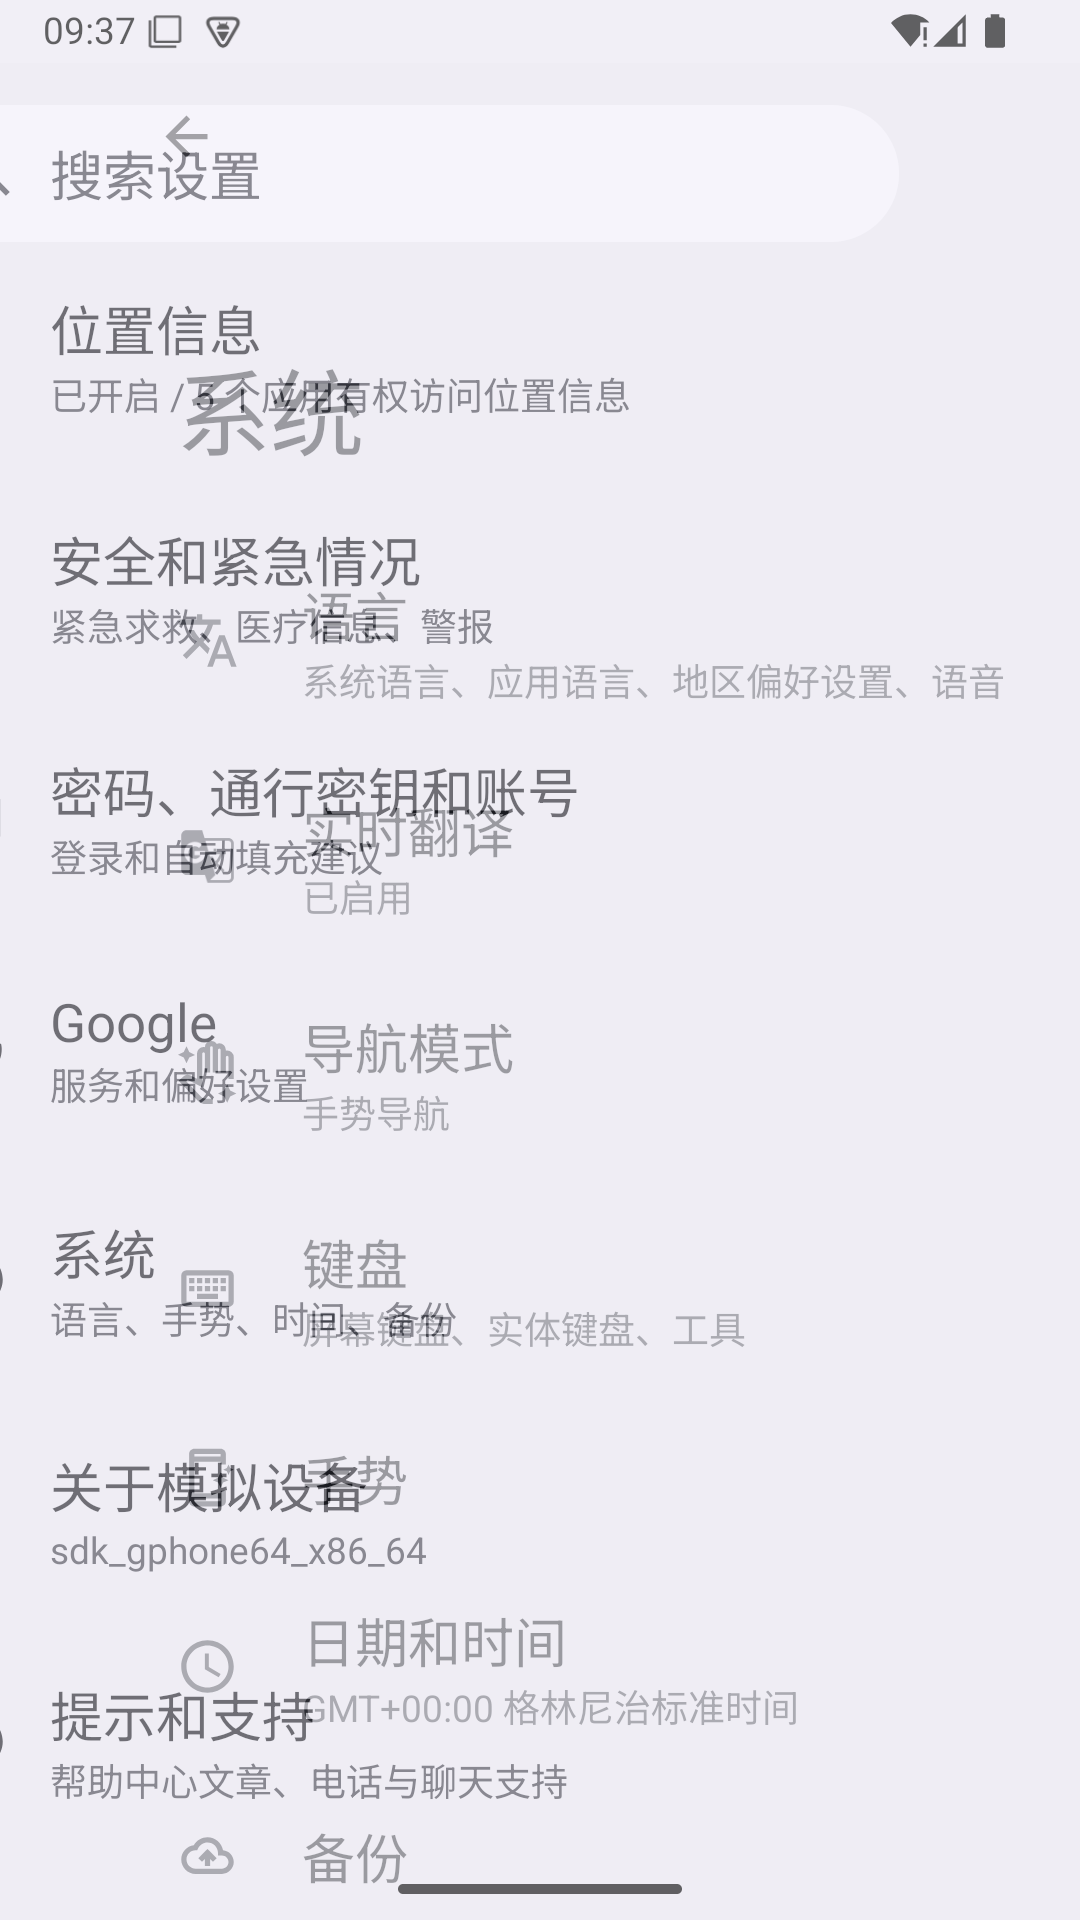 09:37
搜索设置
位置信息
已开启 / 5 个应用有权访问位置信息
系统
安全和紧急情况
紧急求救、医疗信息、警报
语言
系统语言、应用语言、地区偏好设置、语音
密码、通行密钥和账号
登录和自动填充建议
实时翻译
已启用
Google
服务和偏好设置
导航模式
手势导航
系统
语言、手势、时间、备份
键盘
屏幕键盘、实体键盘、工具
关于模拟设备
sdk_gphone64_x86_64
手势
日期和时间
GMT+00:00 格林尼治标准时间
提示和支持
帮助中心文章、电话与聊天支持
备份